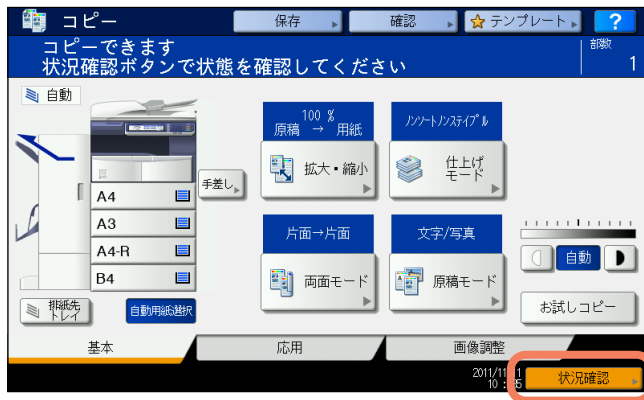 コピー
保存
確認
テンプレート
?
コピーできます
状況確認ボタンで状態を確認してください
部数
1
自動
100 %
原稿 → 用紙
拡大・縮小
ノンソートノンステイプル
仕上げ
モード
手差し
A4
A3
A4-R
B4
片面→片面
両面モード
文字/写真
原稿モード
自動
排紙先
トレイ
自動用紙選択
お試しコピー
基本
応用
画像調整
2011/11
10 :
状況確認